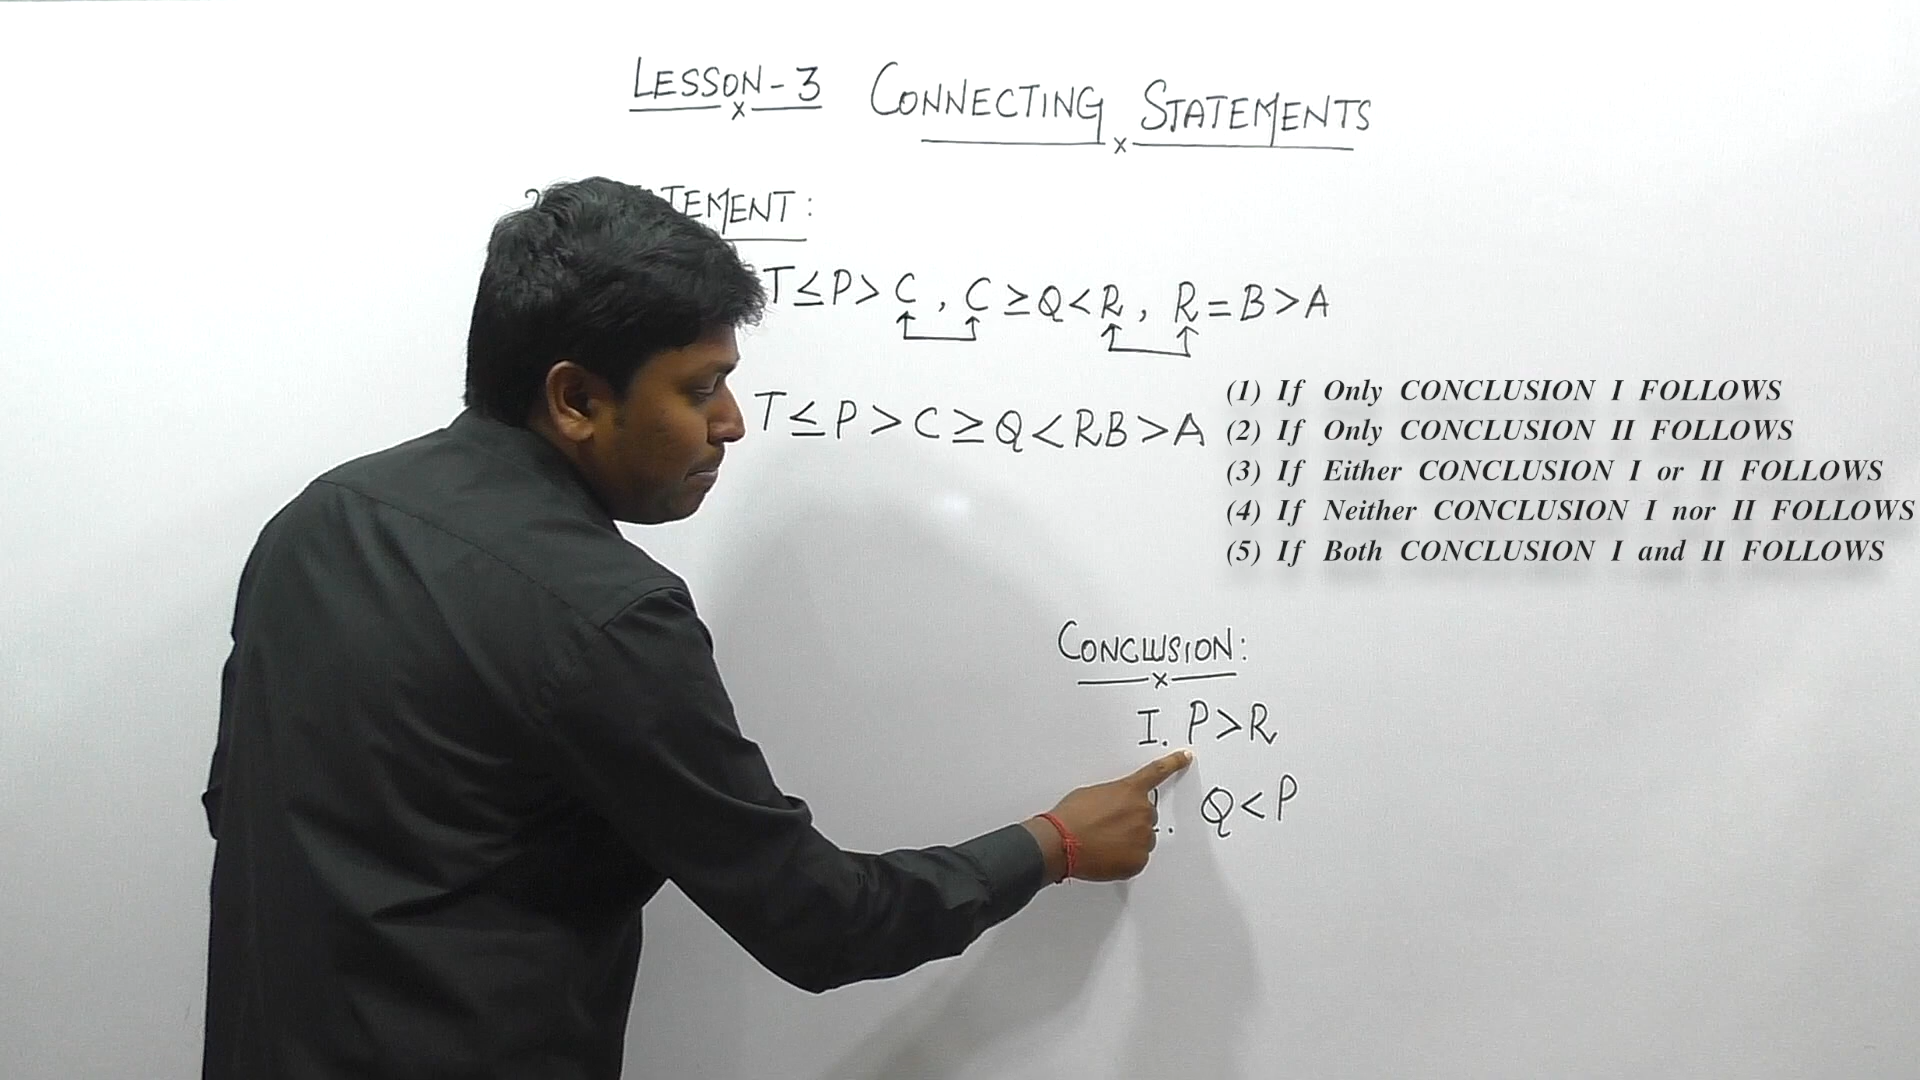 LESSON-3 CONNECTING STATEMENTS
TEMENT:
T≤P>C, C≥Q<R, R=B>A
T≤P>C≥Q<RB>A
(1) If Only CONCLUSION I FOLLOWS
(2) If Only CONCLUSION II FOLLOWS
(3) If Either CONCLUSION I or II FOLLOWS
(4) If Neither CONCLUSION I nor II FOLLOWS
(5) If Both CONCLUSION I and II FOLLOWS
CONCLUSION:
I. P>R
Q<P